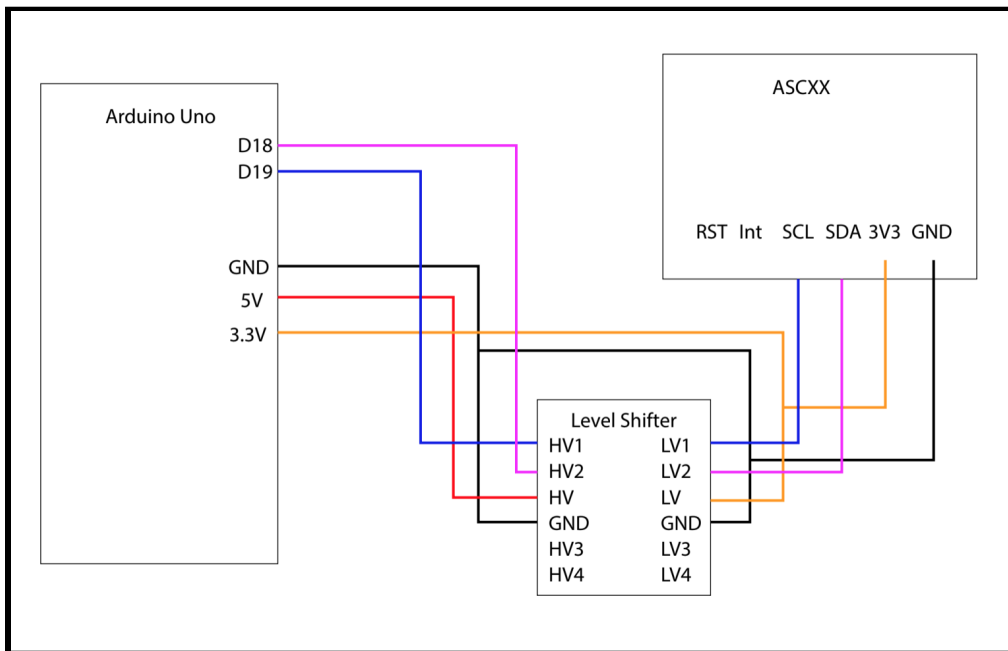 Arduino Uno
D18
D19
GND
5V
3.3V
ASCXX
RST Int SCL SDA 3V3 GND
Level Shifter
HV1 LV1
HV2 LV2
HV LV
GND GND
HV3 LV3
HV4 LV4